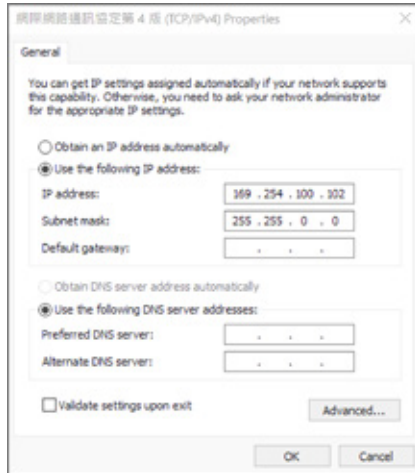 網際網路通訊協定第 4 版 (TCP/IPv4) Properties
General
You can get IP settings assigned automatically if your network supports
this capability. Otherwise, you need to ask your network administrator
for the appropriate IP settings.
Obtain an IP address automatically
Use the following IP address:
IP address: 169 . 254 . 100 . 102
Subnet mask: 255 . 255 . 0 . 0
Default gateway: . . .
Obtain DNS server address automatically
Use the following DNS server addresses:
Preferred DNS server: . . .
Alternate DNS server: . . .
Validate settings upon exit
Advanced...
OK Cancel